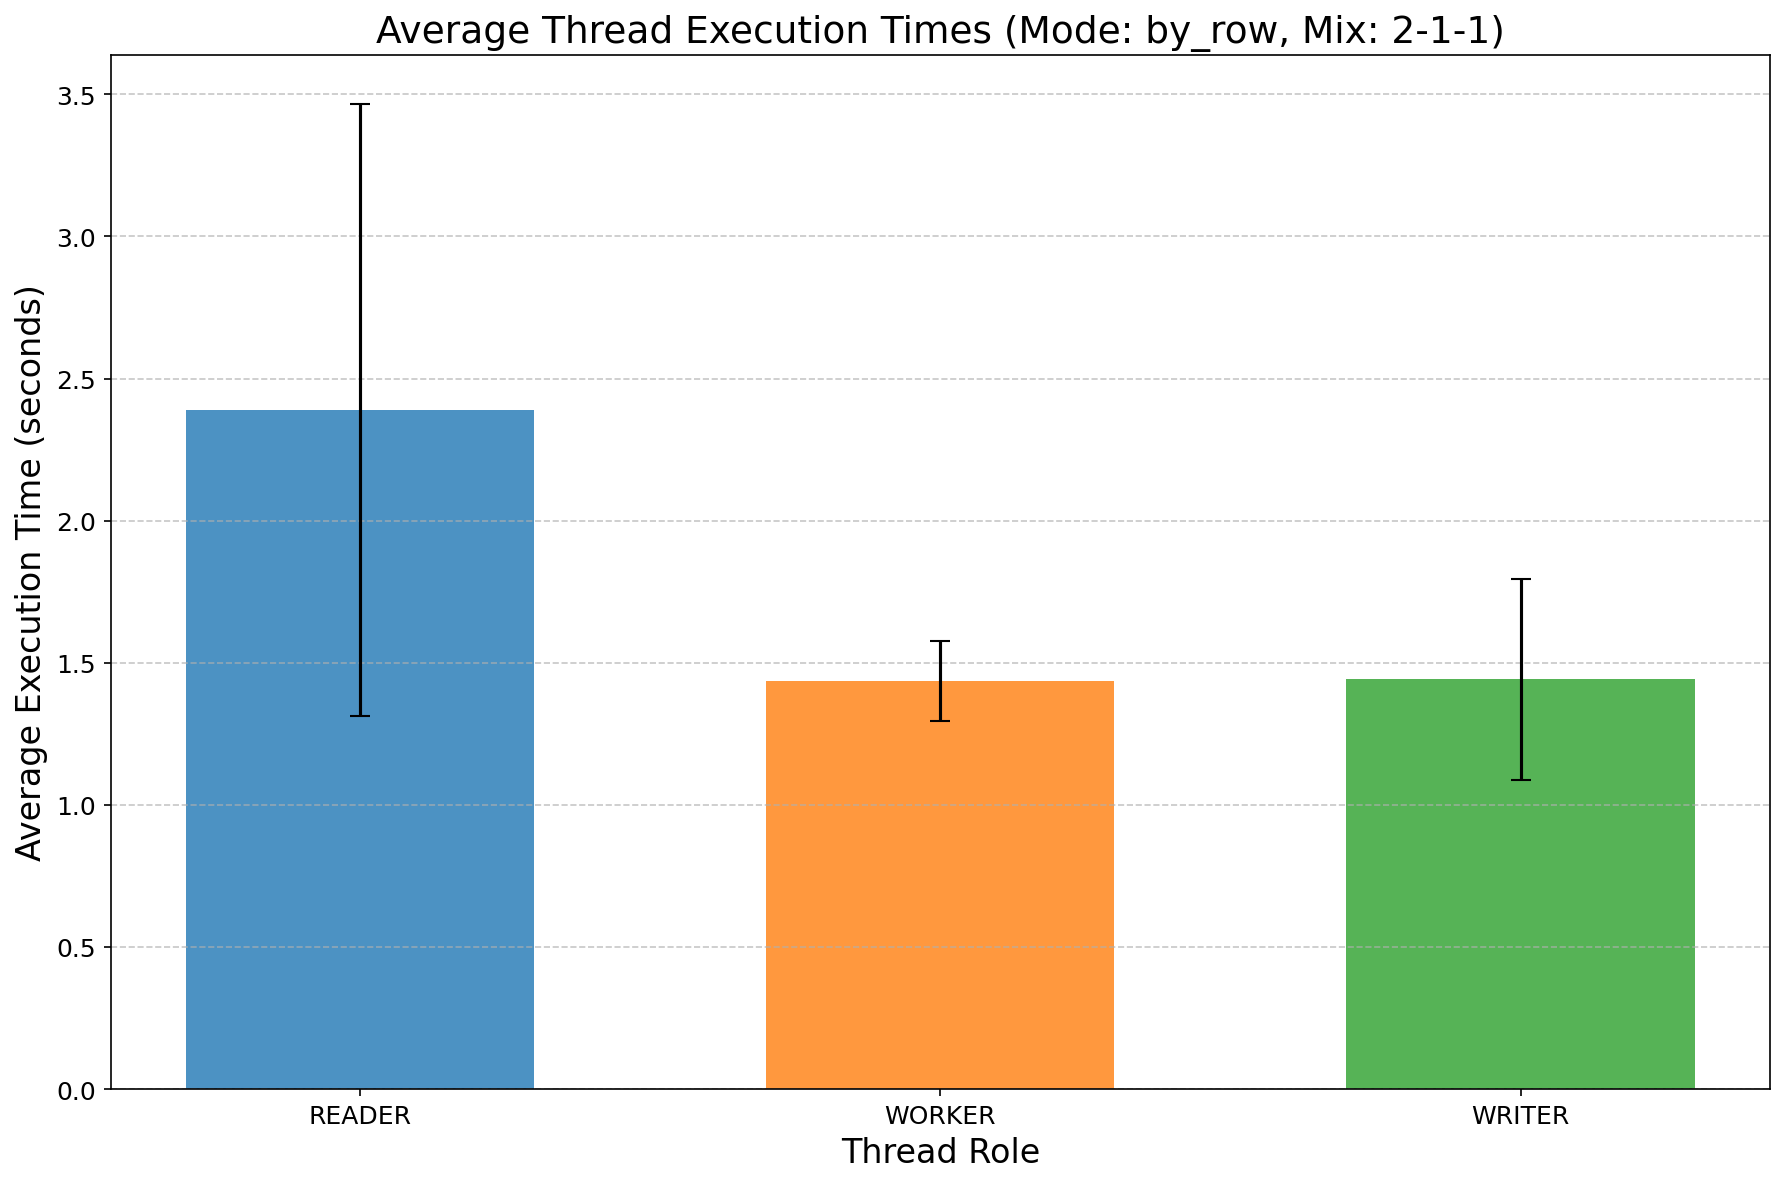 Average Thread Execution Times (Mode: by_row, Mix: 2-1-1)
Average Execution Time (seconds)
3.5
3.0
2.5
2.0
1.5
1.0
0.5
0.0
READER
WORKER
WRITER
Thread Role